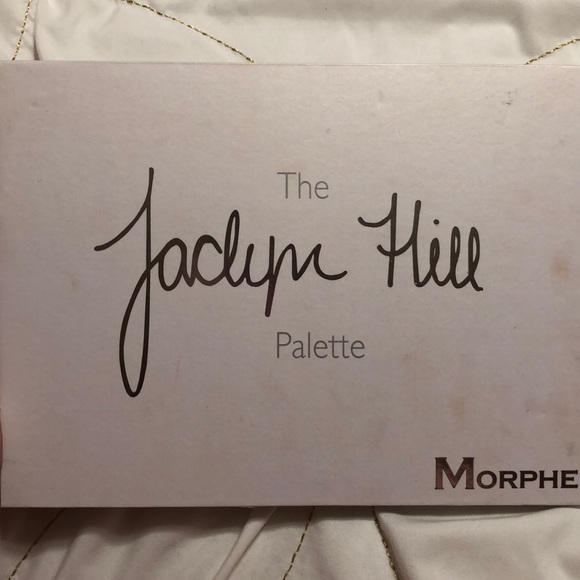 The
Jaclyn Hill
Palette
MORPHE